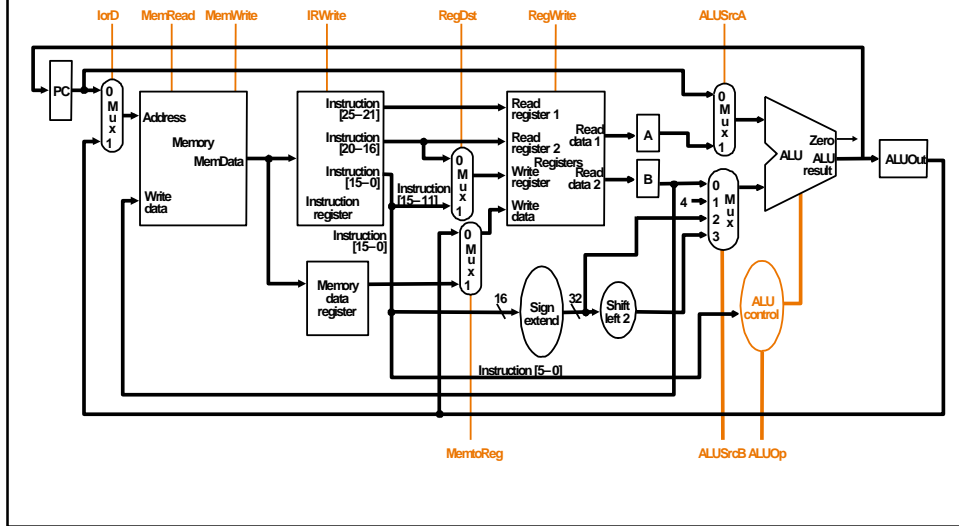 IorD MemRead MemWrite IRWrite RegDst RegWrite ALUSrcA
PC
0
M
u
x
1
Address
Memory
MemData
Write
data
Instruction
[25–21]
Instruction
[20–16]
Instruction
[15–0]
Instruction
register
Instruction
[15–0]
Instruction
[15–11]
Memory
data
register
0
M
u
x
1
0
M
u
x
1
Read
register 1
Read
register 2
Registers
Write
register
Write
data
Read
data 1
Read
data 2
A
B
4
0
M
u
x
1
0
1
2
3
M
u
x
Zero
ALU
ALU
result
ALUOut
16
Sign
extend
32
Shift
left 2
ALU
control
Instruction [5–0]
MemtoReg ALUSrcB ALUOp